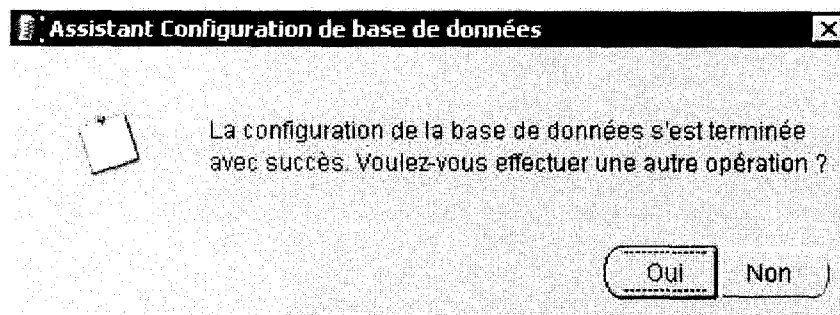 Assistant Configuration de base de données
La configuration de la base de données s'est terminée
avec succès. Voulez-vous effectuer une autre opération ?
Oui Non